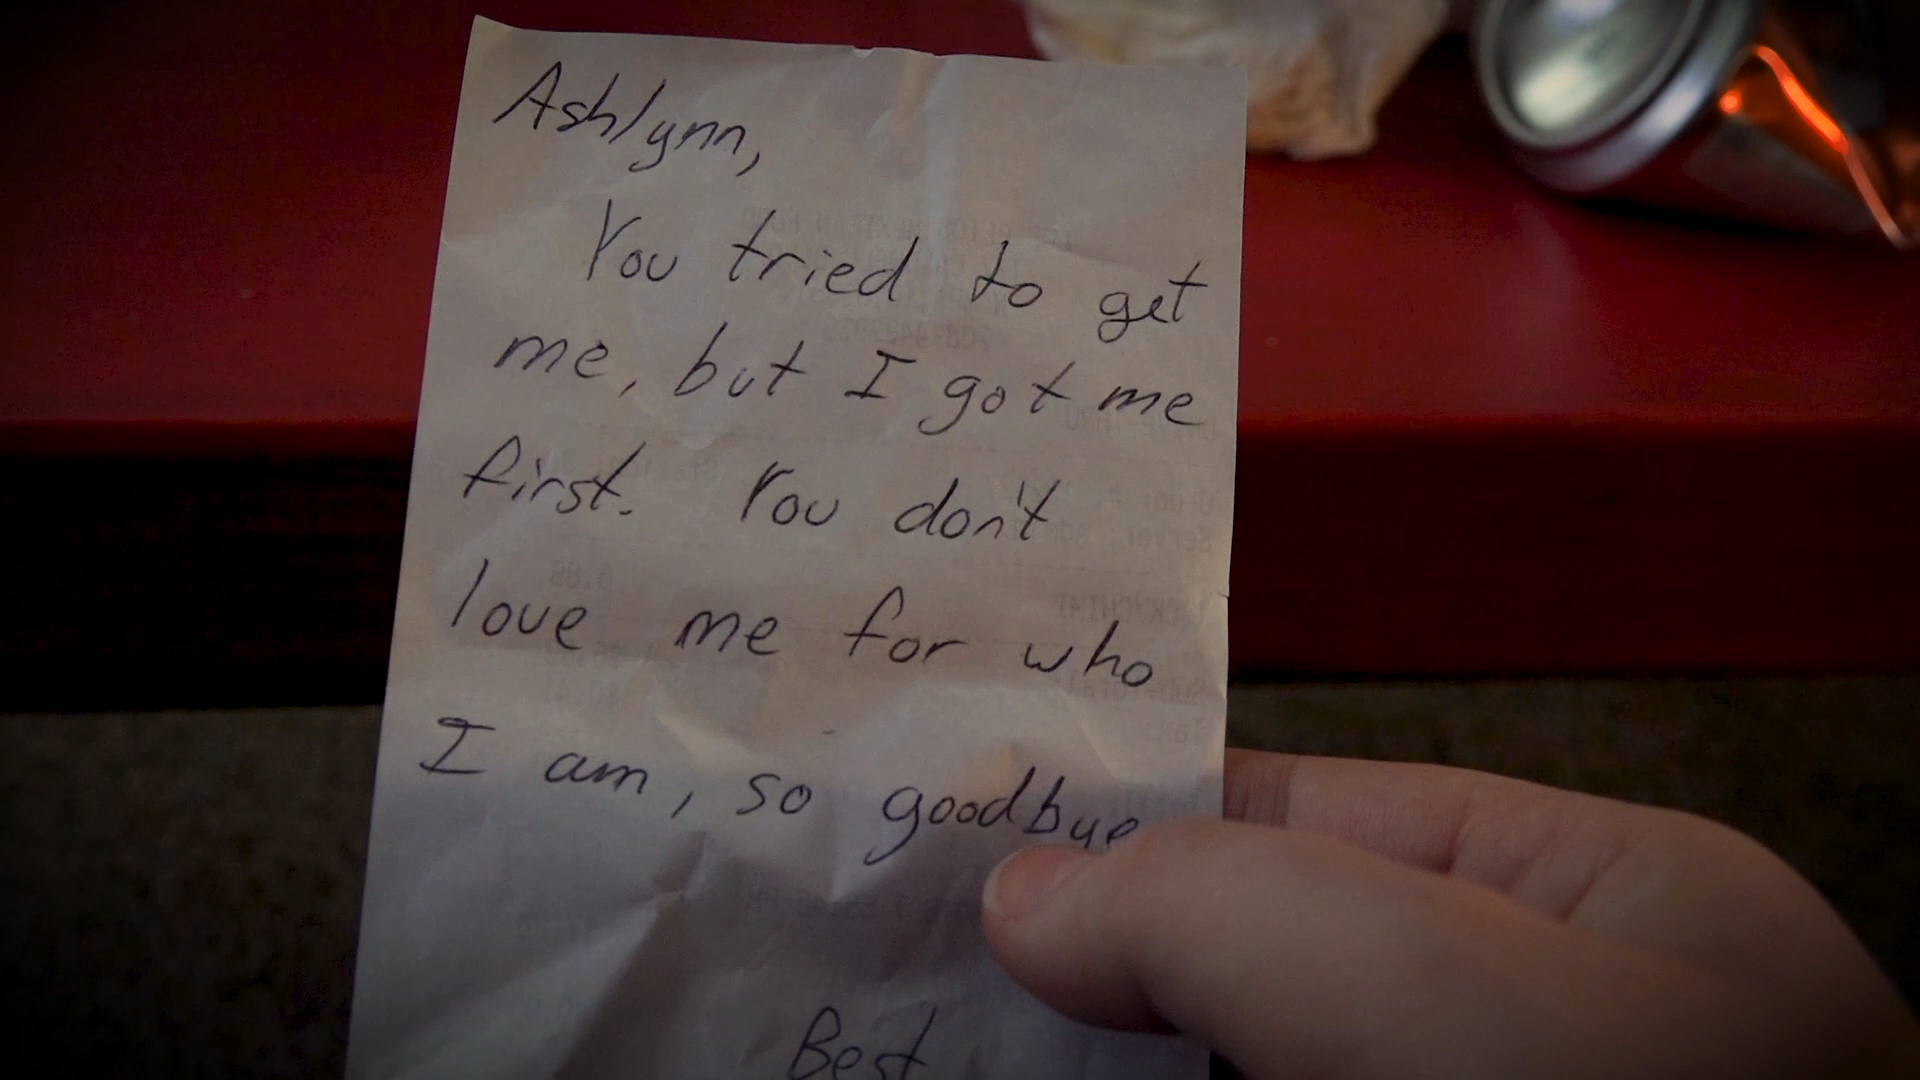 Ashlynn,
You tried to get
me, but I got me
first. You don't
love me for who
I am, so goodbye
Best